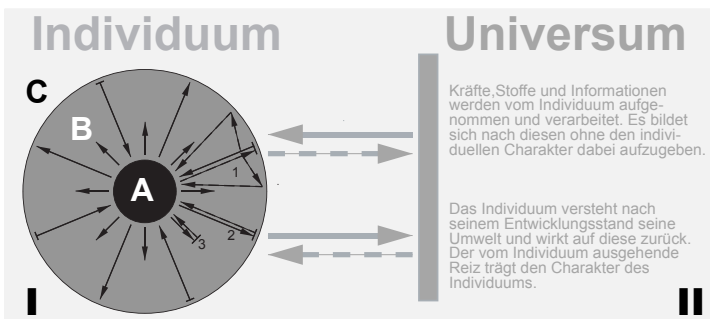 Individuum
Universum
C
B
A
1
2
3
I
II
Kräfte,Stoffe und Informationen
werden vom Individuum aufge-
nommen und verarbeitet. Es bildet
sich nach diesen ohne den indivi-
duellen Charakter dabei aufzugeben.
Das Individuum versteht nach
seinem Entwicklungsstand seine
Umwelt und wirkt auf diese zurück.
Der vom Individuum ausgehende
Reiz trägt den Charakter des
Individuums.